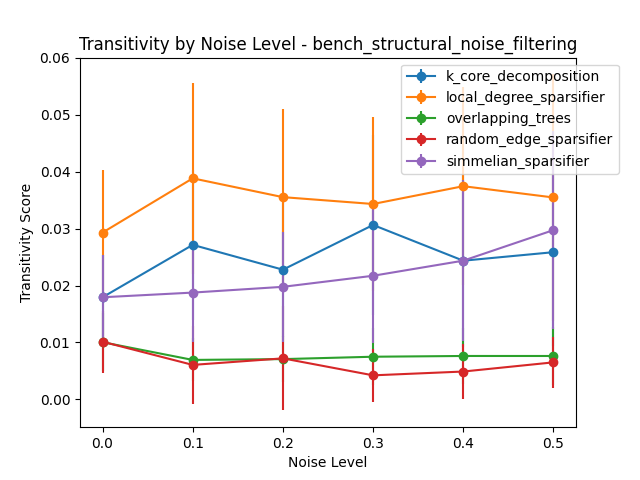 Transitivity by Noise Level - bench_structural_noise_filtering
0.06
0.05
0.04
0.03
0.02
0.01
0.00
Transitivity Score
k_core_decomposition
local_degree_sparsifier
overlapping_trees
random_edge_sparsifier
simmelian_sparsifier
0.0 0.1 0.2 0.3 0.4 0.5
Noise Level